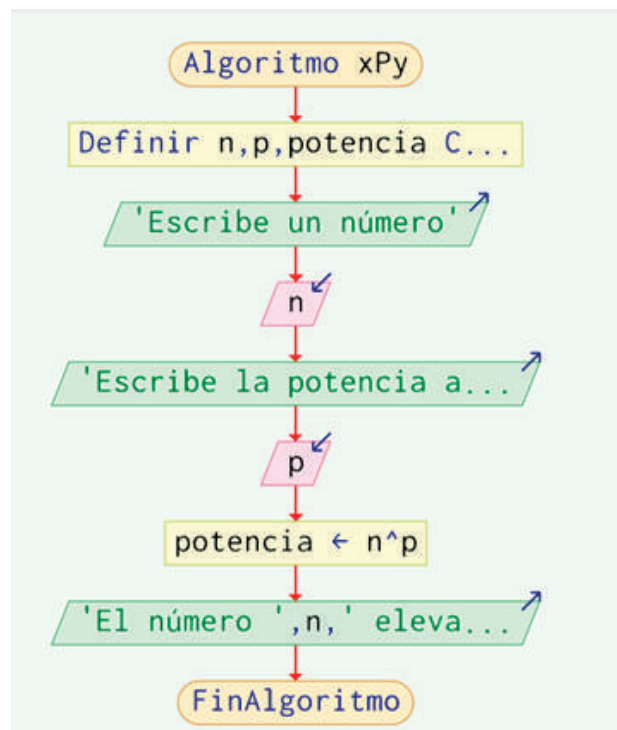 Algoritmo xPy
Definir n,p,potencia C...
'Escribe un número'
n
'Escribe la potencia a...
p
potencia ← n^p
'El número ',n,' eleva...
FinAlgoritmo